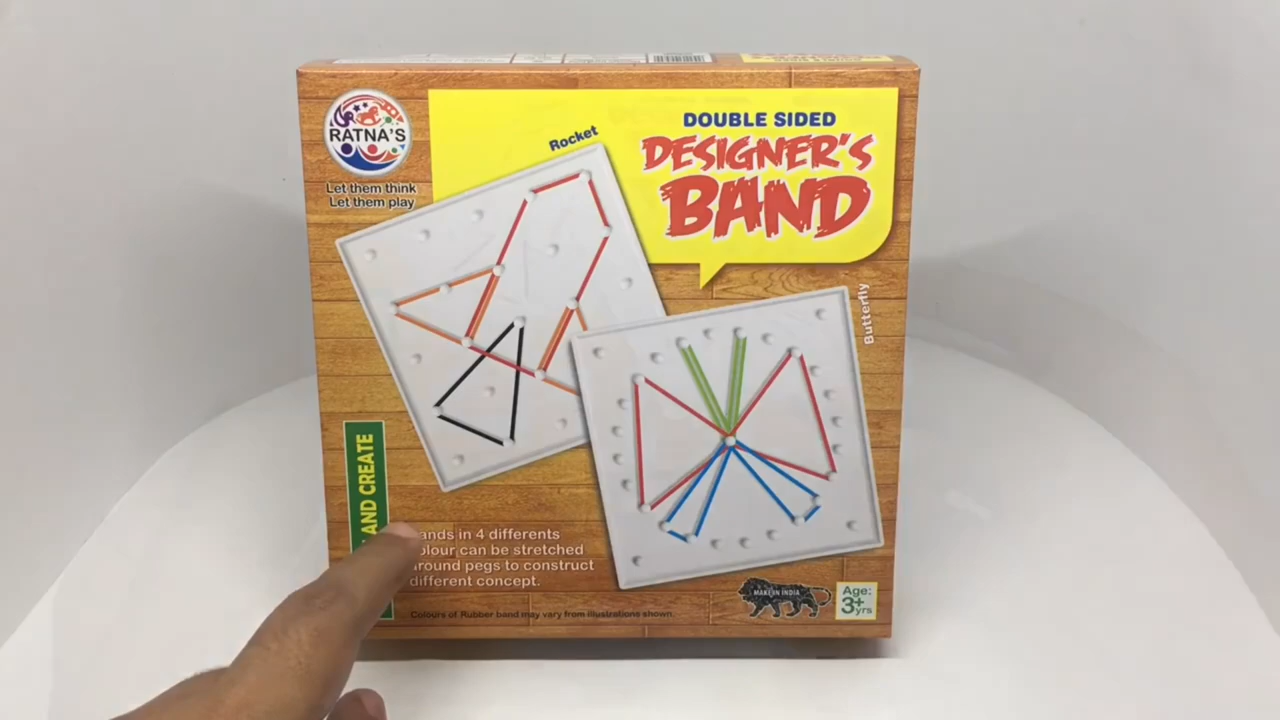 RATNA'S
Let them think
Let them play
Rocket
DOUBLE SIDED
DESIGNER'S
BAND
Butterfly
AND CREATE
ands in 4 differents
olour can be stretched
round pegs to construct
different concept.
Colours of Rubber band may vary from illustrations shown.
MAKE IN INDIA
Age:
3+
yrs